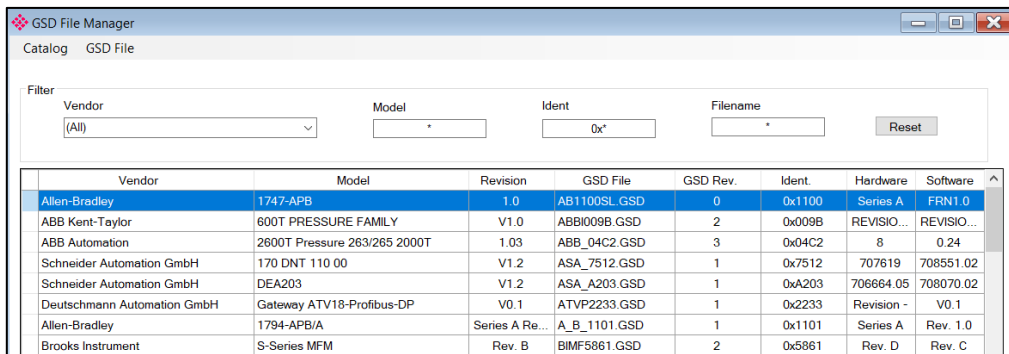 GSD File Manager
Catalog GSD File
Filter
Vendor Model Ident Filename
(All) * 0x* * Reset
Vendor Model Revision GSD File GSD Rev. Ident. Hardware Software
Allen-Bradley 1747-APB 1.0 AB1100SL.GSD 0 0x1100 Series A FRN1.0
ABB Kent-Taylor 600T PRESSURE FAMILY V1.0 ABBI009B.GSD 2 0x009B REVISIO... REVISIO...
ABB Automation 2600T Pressure 263/265 2000T 1.03 ABB_04C2.GSD 3 0x04C2 8 0.24
Schneider Automation GmbH 170 DNT 110 00 V1.2 ASA_7512.GSD 1 0x7512 707619 708551.02
Schneider Automation GmbH DEA203 V1.2 ASA_A203.GSD 1 0xA203 706664.05 708070.02
Deutschmann Automation GmbH Gateway ATV18-Profibus-DP V0.1 ATVP2233.GSD 1 0x2233 Revision - V0.1
Allen-Bradley 1794-APB/A Series A Re... A_B_1101.GSD 1 0x1101 Series A Rev. 1.0
Brooks Instrument S-Series MFM Rev. B BIMF5861.GSD 2 0x5861 Rev. D Rev. C